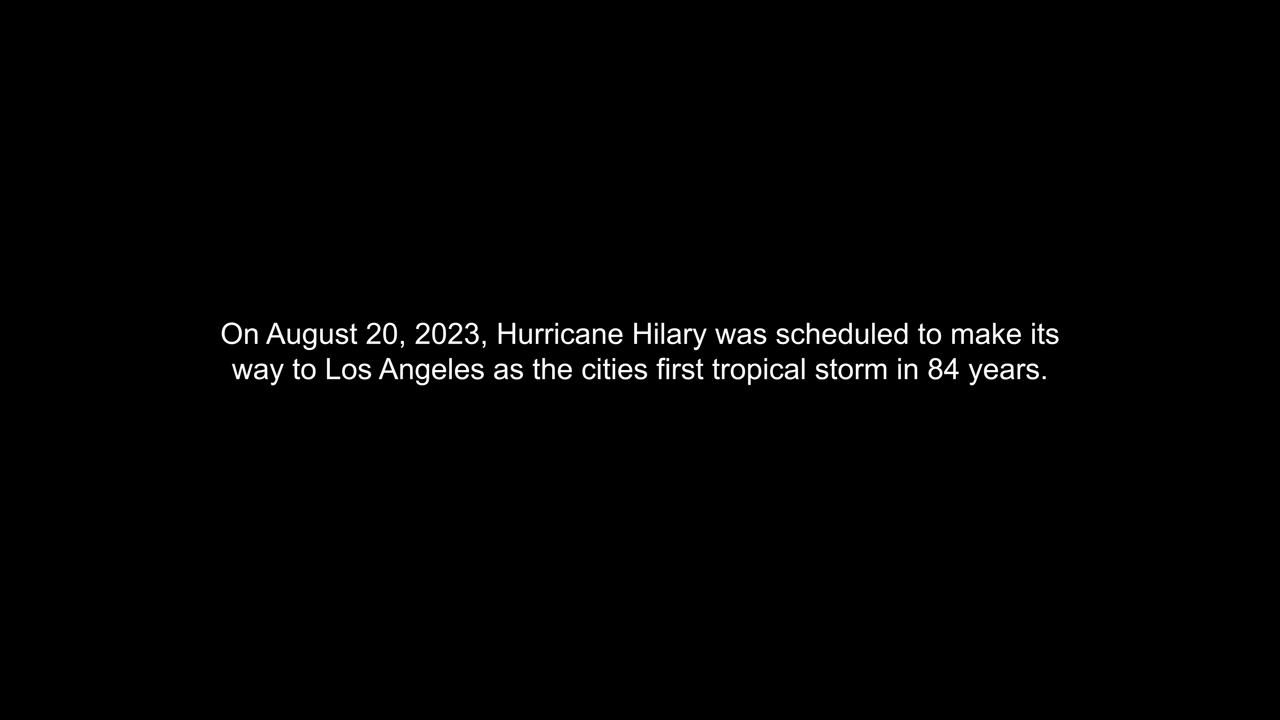 On August 20, 2023, Hurricane Hilary was scheduled to make its
way to Los Angeles as the cities first tropical storm in 84 years.